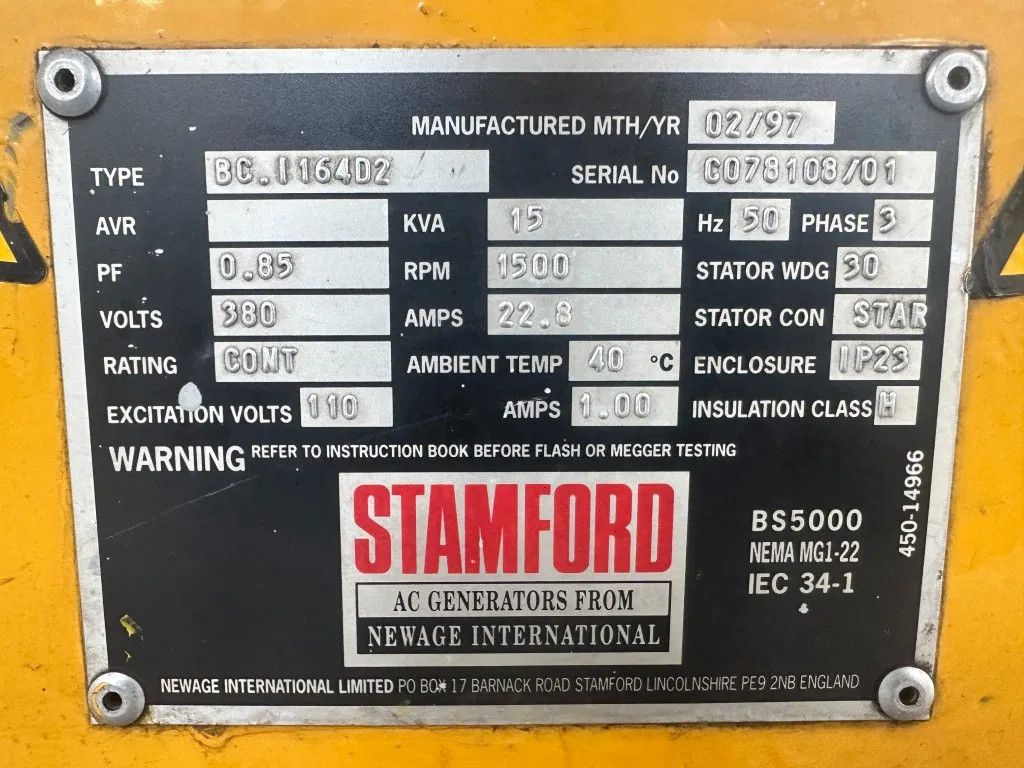 MANUFACTURED MTH/YR 02/97
TYPE BC.I164D2 SERIAL No C078108/01
AVR KVA 15 Hz 50 PHASE 3
PF 0.85 RPM 1500 STATOR WDG 30
VOLTS 380 AMPS 22.8 STATOR CON STAR
RATING CONT AMBIENT TEMP 40 °C ENCLOSURE IP23
EXCITATION VOLTS 110 AMPS 1.00 INSULATION CLASS H
WARNING REFER TO INSTRUCTION BOOK BEFORE FLASH OR MEGGER TESTING
STAMFORD
AC GENERATORS FROM
NEWAGE INTERNATIONAL
BS5000
NEMA MG1-22
IEC 34-1
450-14966
NEWAGE INTERNATIONAL LIMITED PO BOX 17 BARNACK ROAD STAMFORD LINCOLNSHIRE PE9 2NB ENGLAND